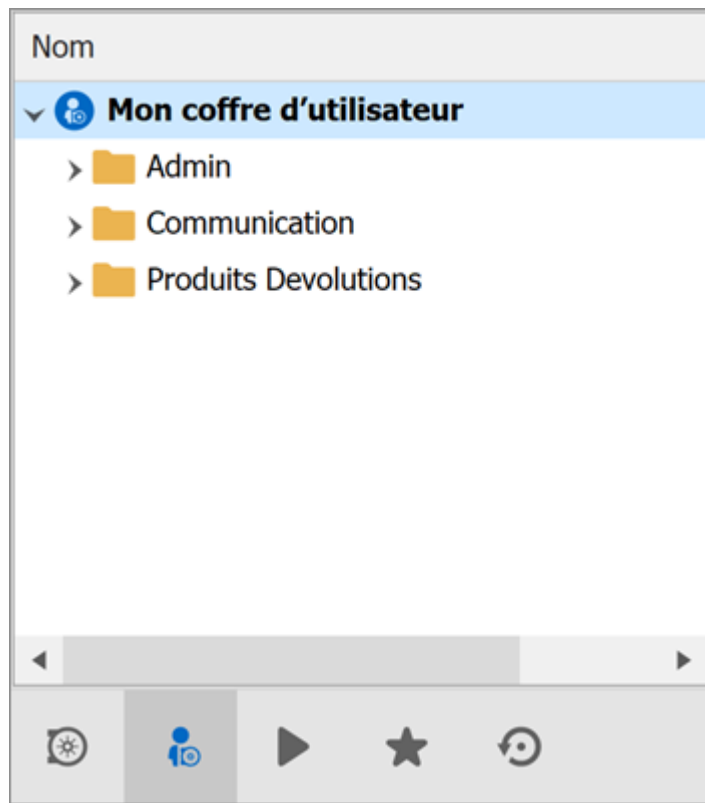 Nom
Mon coffre d’utilisateur
Admin
Communication
Produits Devolutions